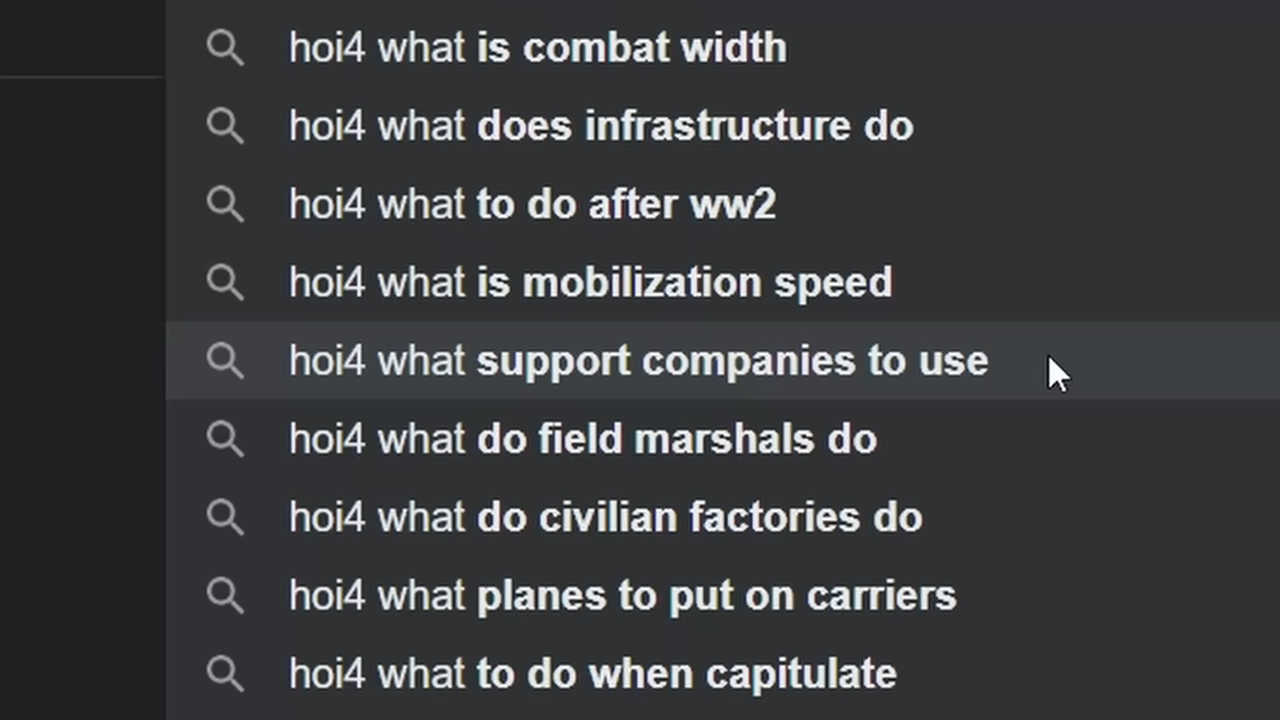 hoi4 what is combat width
hoi4 what does infrastructure do
hoi4 what to do after ww2
hoi4 what is mobilization speed
hoi4 what support companies to use
hoi4 what do field marshals do
hoi4 what do civilian factories do
hoi4 what planes to put on carriers
hoi4 what to do when capitulate